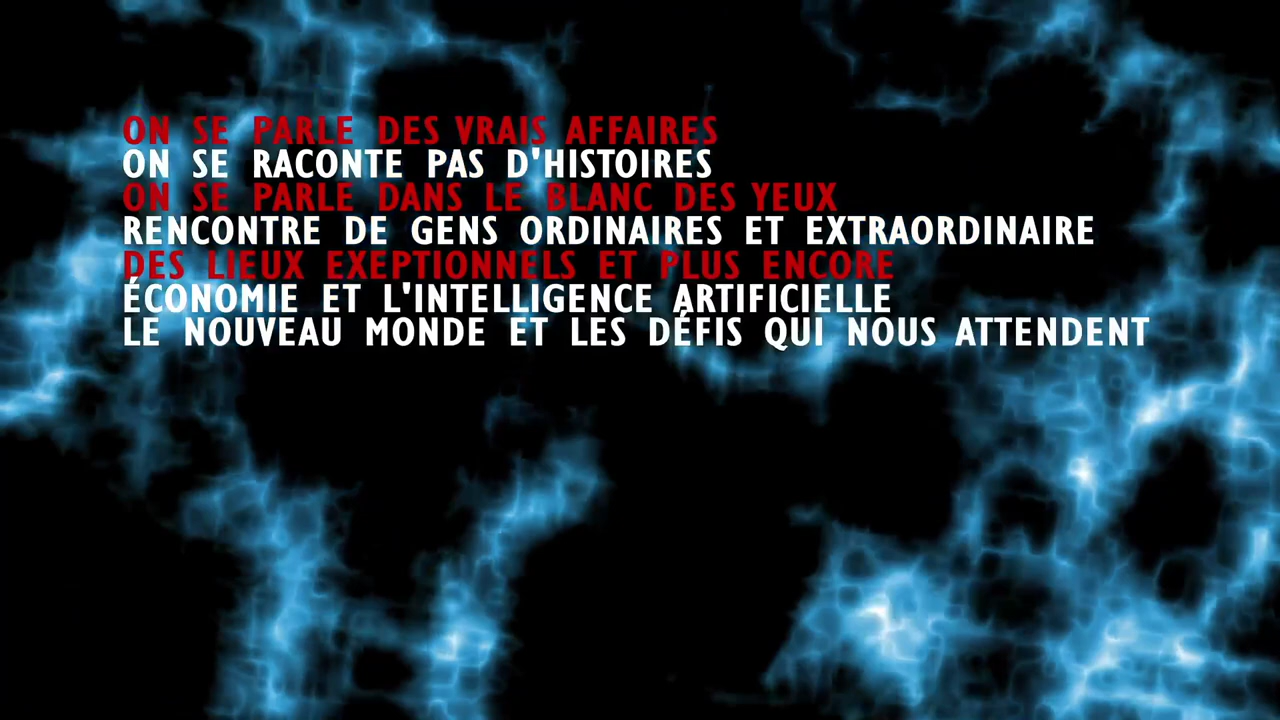 ON SE PARLE DES VRAIS AFFAIRES
ON SE RACONTE PAS D'HISTOIRES
ON SE PARLE DANS LE BLANC DES YEUX
RENCONTRE DE GENS ORDINAIRES ET EXTRAORDINAIRE
DES LIEUX EXEPTIONNELS ET PLUS ENCORE
ÉCONOMIE ET L'INTELLIGENCE ARTIFICIELLE
LE NOUVEAU MONDE ET LES DÉFIS QUI NOUS ATTENDENT